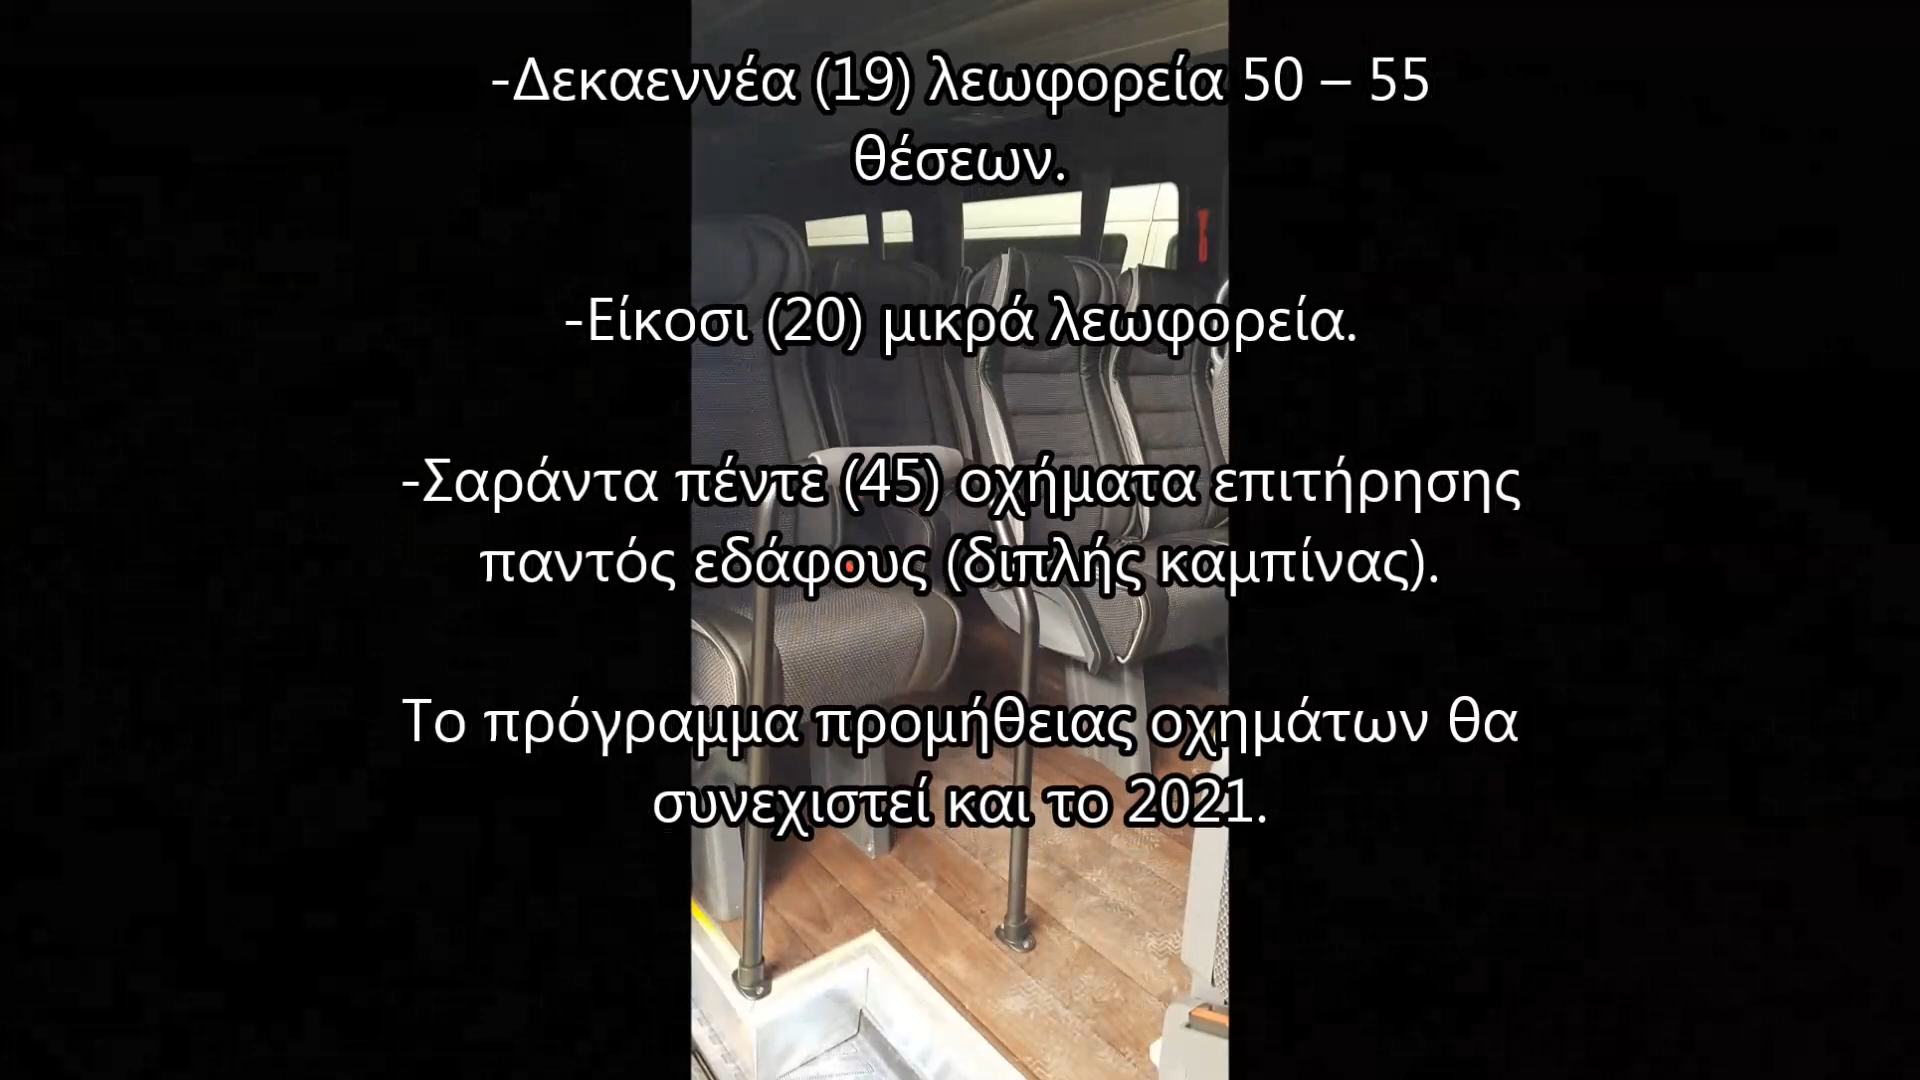 -Δεκαεννέα (19) λεωφορεία 50 – 55
θέσεων.
-Είκοσι (20) μικρά λεωφορεία.
-Σαράντα πέντε (45) οχήματα επιτήρησης
παντός εδάφους (διπλής καμπίνας).
Το πρόγραμμα προμήθειας οχημάτων θα
συνεχιστεί και το 2021.